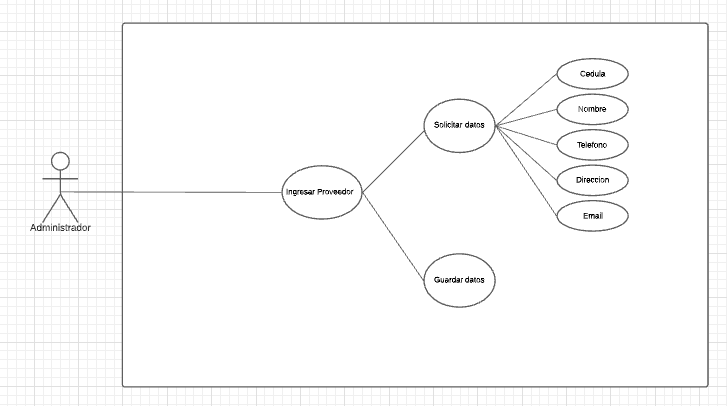 Administrador
Ingresar Proveedor
Solicitar datos
Guardar datos
Cedula
Nombre
Telefono
Direccion
Email